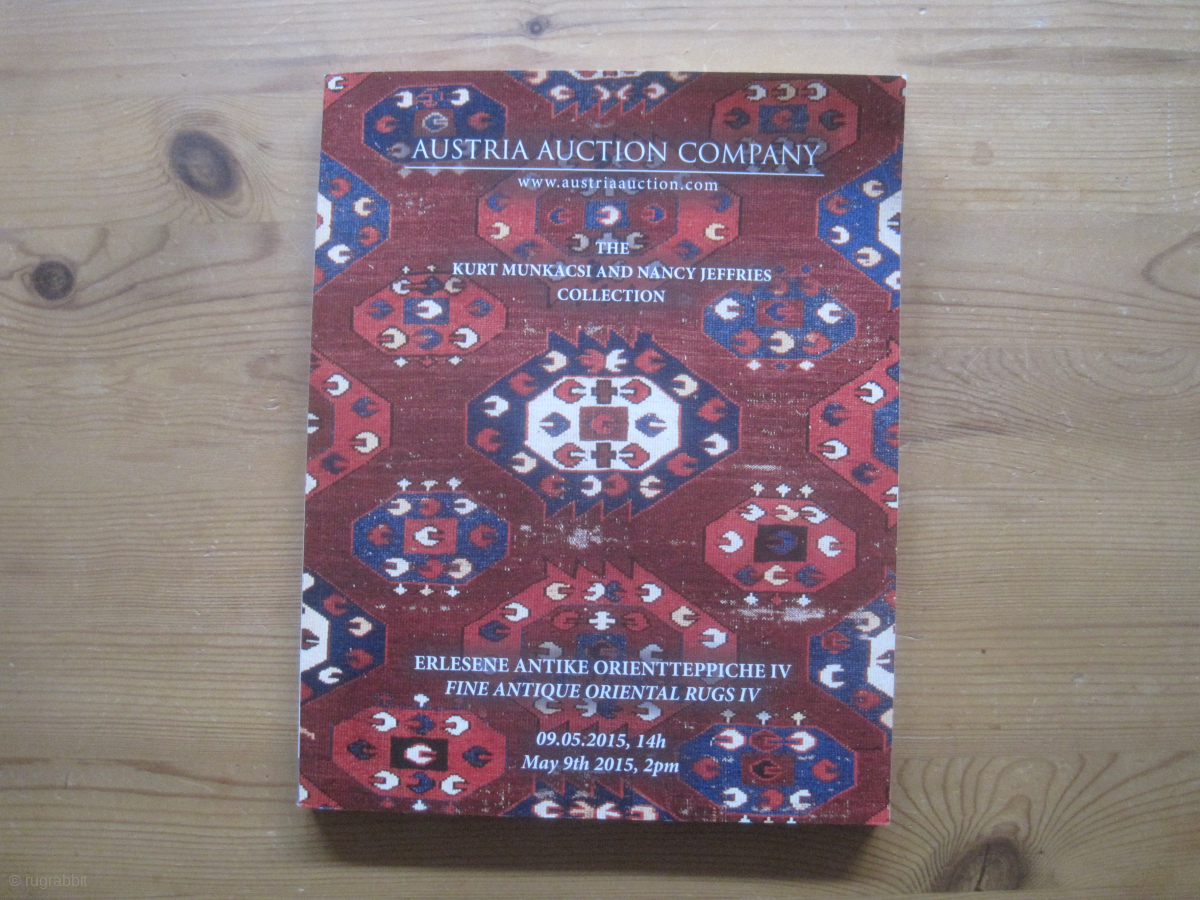 AUSTRIA AUCTION COMPANY
www.austriaauction.com
THE
KURT MUNKACSI AND NANCY JEFFRIES
COLLECTION
ERLESENE ANTIKE ORIENTTEPPICHE IV
FINE ANTIQUE ORIENTAL RUGS IV
09.05.2015, 14h
May 9th 2015, 2pm
© rugrabbit